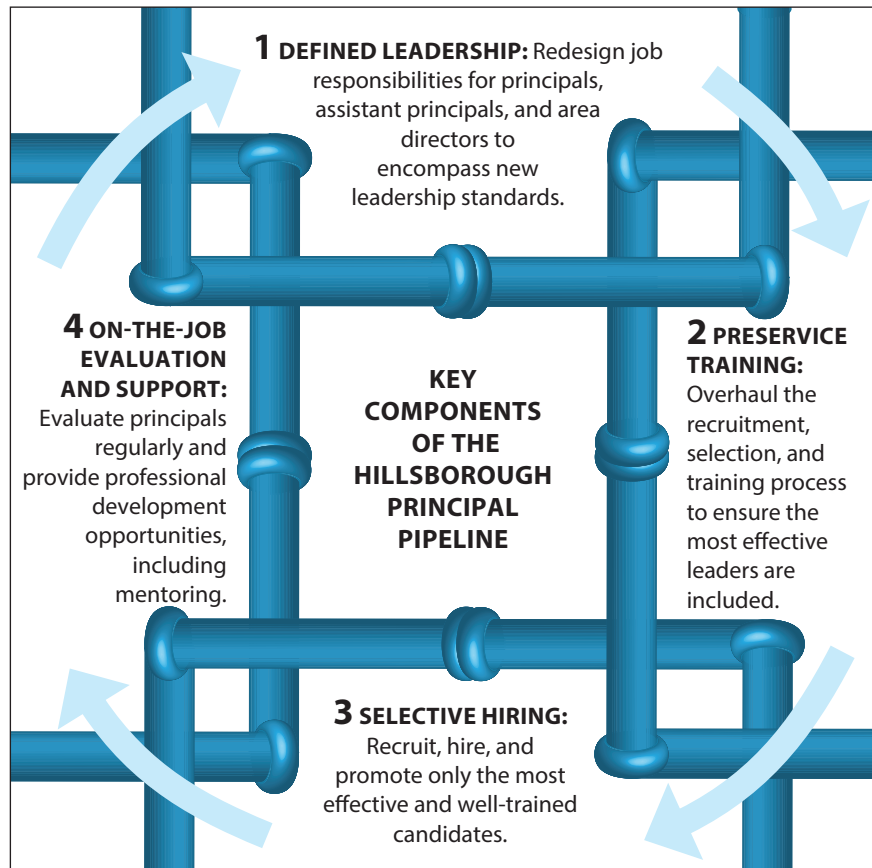 1 DEFINED LEADERSHIP: Redesign job
responsibilities for principals,
assistant principals, and area
directors to
encompass new
leadership standards.
2 PRESERVICE
TRAINING:
Overhaul the
recruitment,
selection, and
training process
to ensure the
most effective
leaders are
included.
3 SELECTIVE HIRING:
Recruit, hire, and
promote only the most
effective and well-trained
candidates.
4 ON-THE-JOB
EVALUATION
AND SUPPORT:
Evaluate principals
regularly and
provide professional
development
opportunities,
including
mentoring.
KEY
COMPONENTS
OF THE
HILLSBOROUGH
PRINCIPAL
PIPELINE